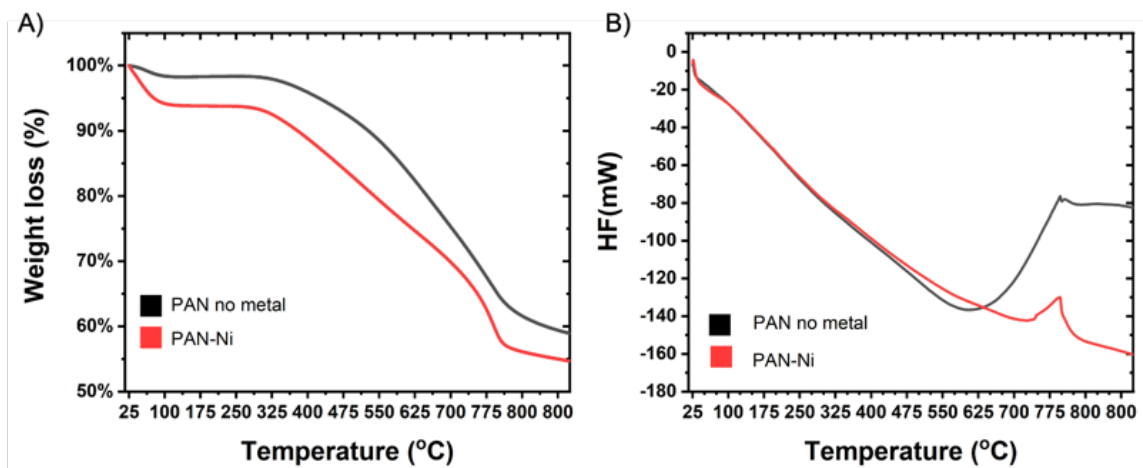 A)
100%
90%
80%
70%
60%
50%
Weight loss (%)
PAN no metal
PAN-Ni
25 100 175 250 325 400 475 550 625 700 775 800 800
Temperature (°C)
B)
0
-20
-40
-60
-80
-100
-120
-140
-160
-180
HF(mW)
PAN no metal
PAN-Ni
25 100 175 250 325 400 475 550 625 700 775 800 800
Temperature (°C)